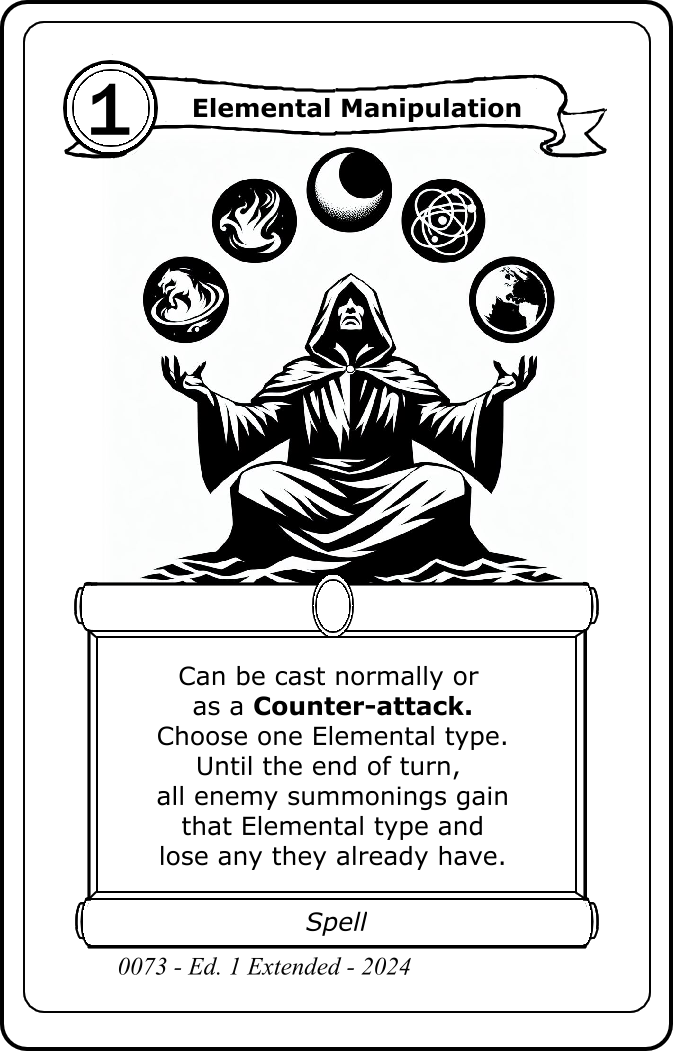 1
Elemental Manipulation
Can be cast normally or
as a Counter-attack.
Choose one Elemental type.
Until the end of turn,
all enemy summonings gain
that Elemental type and
lose any they already have.
Spell
0073 - Ed. 1 Extended - 2024